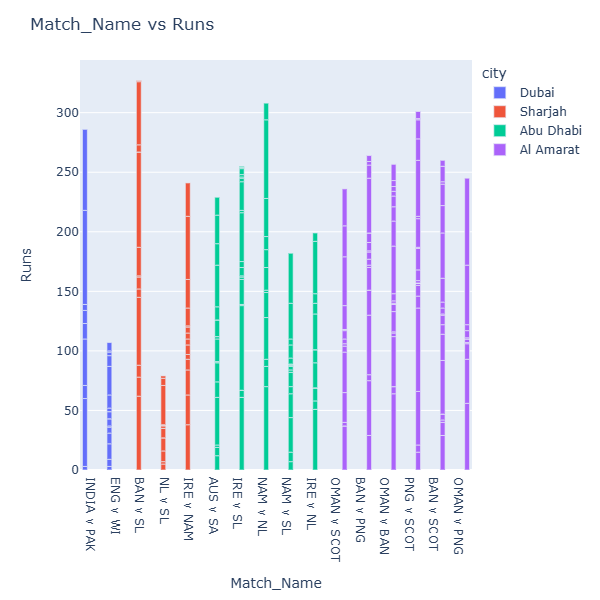 Match_Name vs Runs
city
Dubai
Sharjah
Abu Dhabi
Al Amarat
Runs
300
250
200
150
100
50
0
INDIA v PAK
ENG v WI
BAN v SL
NL v SL
IRE v NAM
AUS v SA
IRE v SL
NAM v NL
NAM v SL
IRE v NL
OMAN v SCOT
BAN v PNG
OMAN v BAN
PNG v SCOT
BAN v SCOT
OMAN v PNG
Match_Name